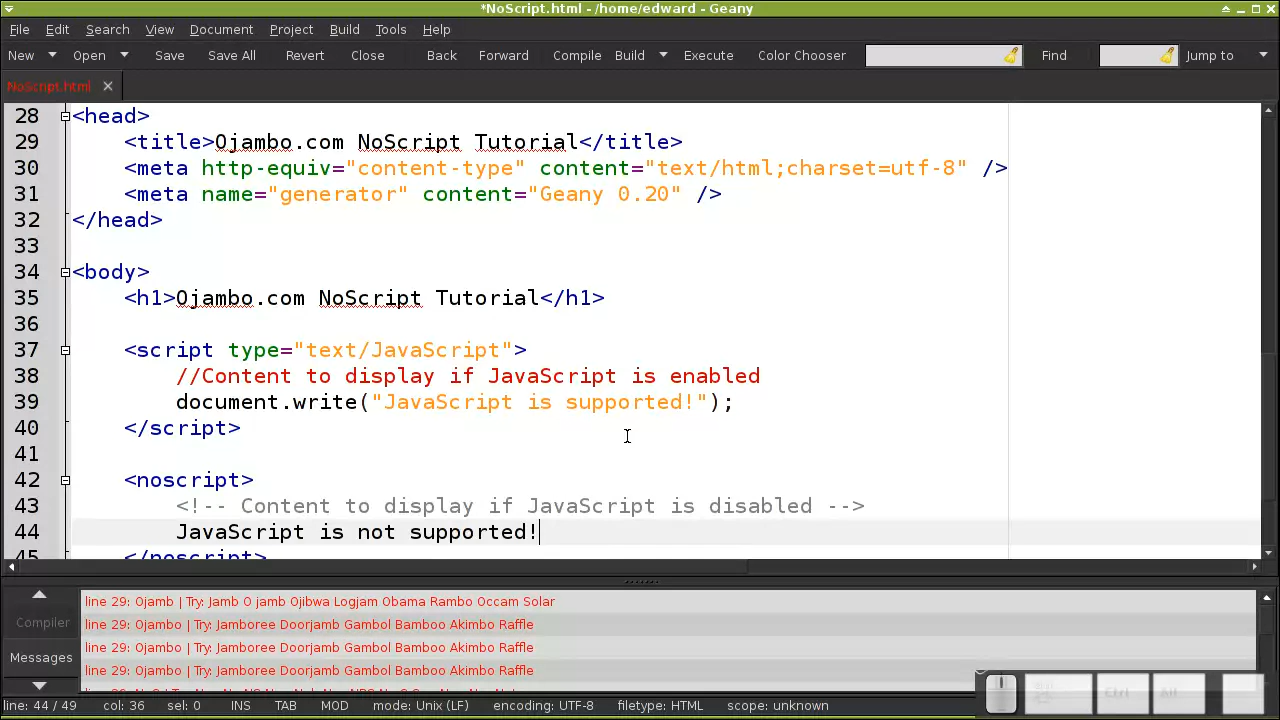 *NoScript.html - /home/edward - Geany
File Edit Search View Document Project Build Tools Help
New Open Save Save All Revert Close Back Forward Compile Build Execute Color Chooser Find Jump to
NoScript.html
28 <head>
29 <title>Ojambo.com NoScript Tutorial</title>
30 <meta http-equiv="content-type" content="text/html;charset=utf-8" />
31 <meta name="generator" content="Geany 0.20" />
32 </head>
33
34 <body>
35 <h1>Ojambo.com NoScript Tutorial</h1>
36
37 <script type="text/JavaScript">
38 //Content to display if JavaScript is enabled
39 document.write("JavaScript is supported!");
40 </script>
41
42 <noscript>
43 <!-- Content to display if JavaScript is disabled -->
44 JavaScript is not supported!
45 </noscript>
Compiler
Messages
line 29: Ojamb | Try: Jamb O jamb Ojibwa Logjam Obama Rambo Occam Solar
line 29: Ojambo | Try: Jamboree Doorjamb Gambol Bamboo Akimbo Raffle
line 29: Ojambo | Try: Jamboree Doorjamb Gambol Bamboo Akimbo Raffle
line 29: Ojambo | Try: Jamboree Doorjamb Gambol Bamboo Akimbo Raffle
Ctrl Alt
line: 44 / 49 col: 36 sel: 0 INS TAB MOD mode: Unix (LF) encoding: UTF-8 filetype: HTML scope: unknown